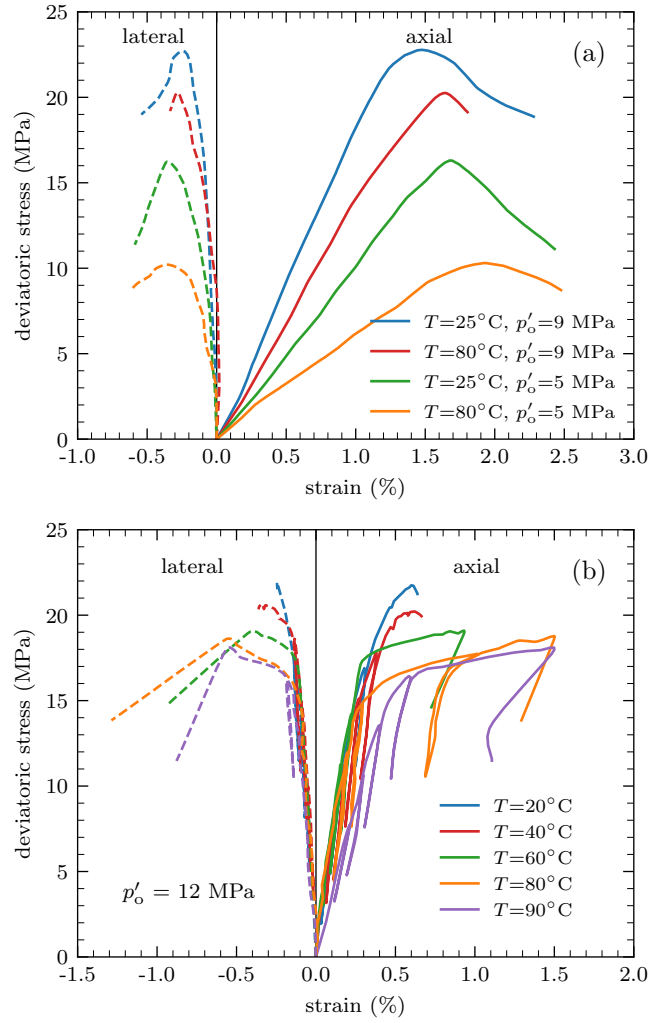 lateral axial
(a)
25
20
15
10
5
0
deviatoric stress (MPa)
T=25°C, p′o=9 MPa
T=80°C, p′o=9 MPa
T=25°C, p′o=5 MPa
T=80°C, p′o=5 MPa
-1.0 -0.5 0.0 0.5 1.0 1.5 2.0 2.5 3.0
strain (%)
lateral axial
(b)
25
20
15
10
5
0
deviatoric stress (MPa)
T=20°C
T=40°C
T=60°C
T=80°C
T=90°C
p′o = 12 MPa
-1.5 -1.0 -0.5 0.0 0.5 1.0 1.5 2.0
strain (%)